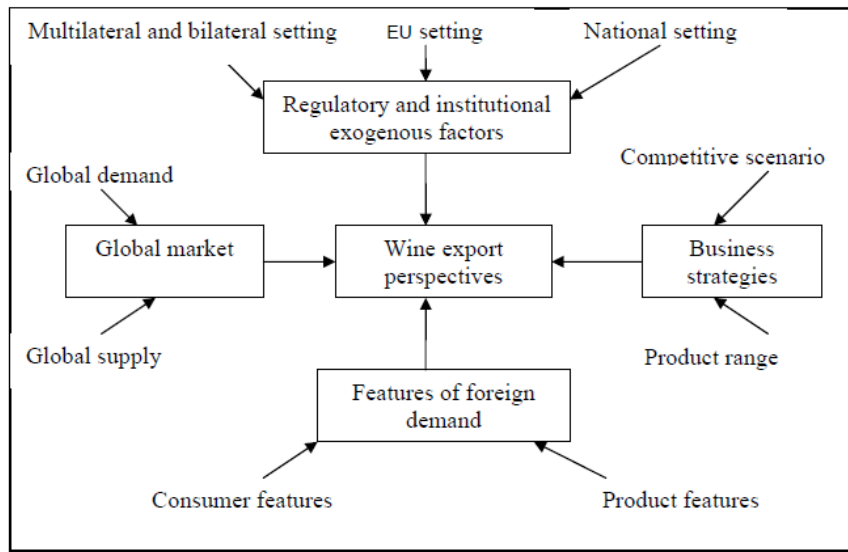 Multilateral and bilateral setting
EU setting
National setting
Regulatory and institutional
exogenous factors
Competitive scenario
Global demand
Global market
Wine export
perspectives
Business
strategies
Global supply
Product range
Features of foreign
demand
Consumer features
Product features